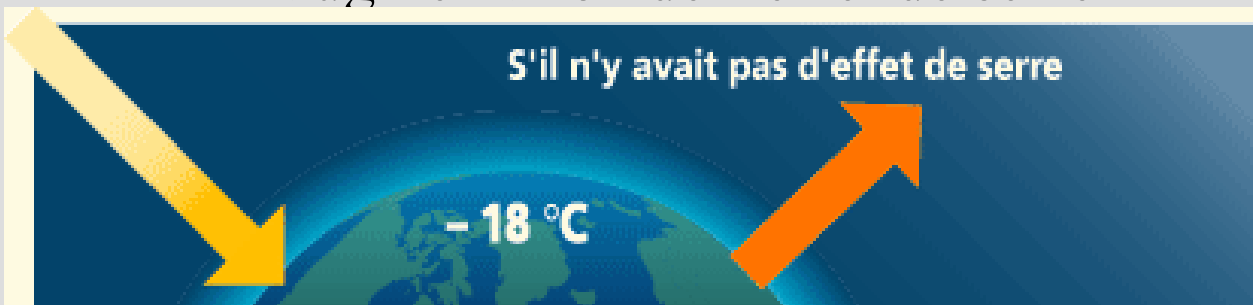 S'il n'y avait pas d'effet de serre
– 18 °C